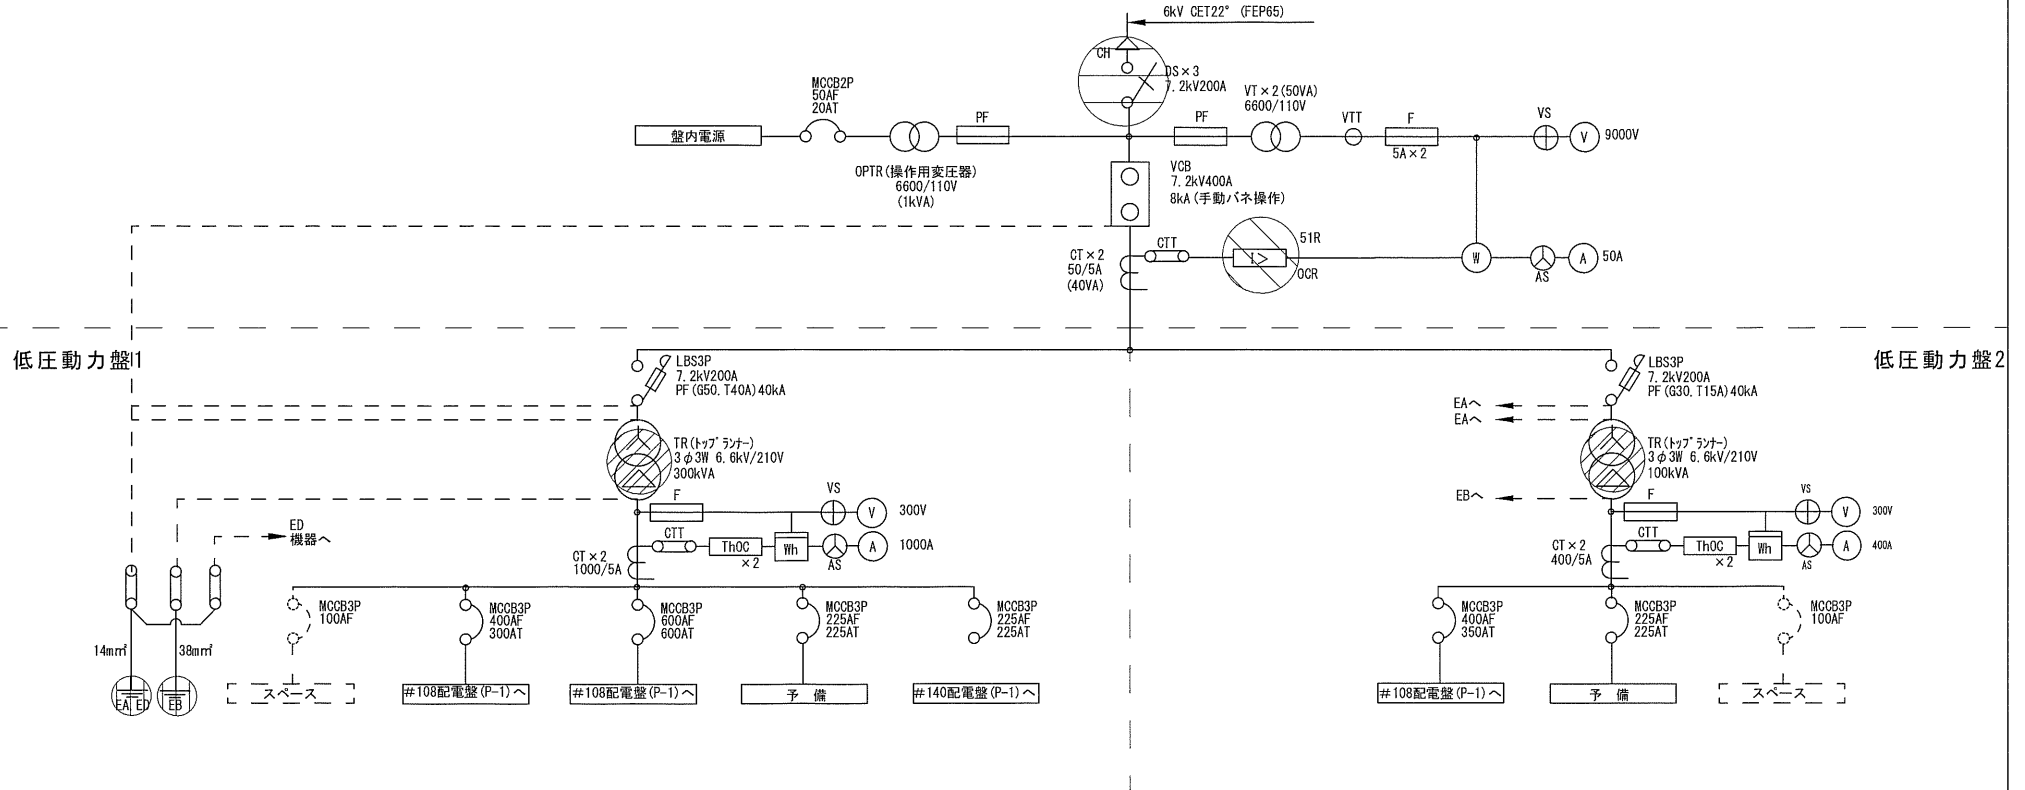 6kV CET22° (FEP65)
CH
DS×3
7.2kV200A
MCCB2P
50AF
20AT
盤内電源
PF
OPTR(操作用変圧器)
6600/110V
(1kVA)
PF
VT×2(50VA)
6600/110V
VTT
F
5A×2
VS
V
9000V
VCB
7.2kV400A
8kA(手動バネ操作)
CT×2
50/5A
(40VA)
CTT
I>
51R
OCR
W
AS
A
50A
低圧動力盤1
低圧動力盤2
LBS3P
7.2kV200A
PF(G50.T40A)40kA
TR(トップランナー)
3φ3W 6.6kV/210V
300kVA
F
VS
V
300V
CT×2
1000/5A
CTT
ThOC
×2
Wh
AS
A
1000A
ED
機器へ
14m㎡
38m㎡
EA
ED
EB
MCCB3P
100AF
スペース
MCCB3P
400AF
300AT
#108配電盤(P-1)へ
MCCB3P
600AF
600AT
#108配電盤(P-1)へ
MCCB3P
225AF
225AT
予 備
MCCB3P
225AF
225AT
#140配電盤(P-1)へ
LBS3P
7.2kV200A
PF(G30.T15A)40kA
EAへ
EAへ
EBへ
TR(トップランナー)
3φ3W 6.6kV/210V
100kVA
F
VS
V
300V
CT×2
400/5A
CTT
ThOC
×2
Wh
AS
A
400A
MCCB3P
400AF
350AT
#108配電盤(P-1)へ
MCCB3P
225AF
225AT
予 備
MCCB3P
100AF
スペース